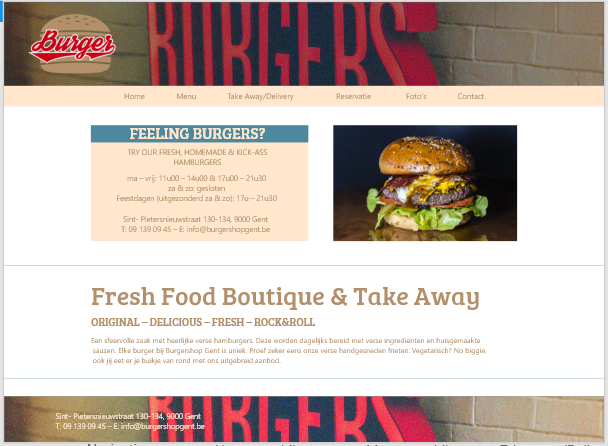 BURGERS
Burger
Home Menu Take Away/Delivery Reservatie Foto's Contact
FEELING BURGERS?
TRY OUR FRESH, HOMEMADE & KICK-ASS
HAMBURGERS
ma – vrij: 11u00 – 14u00 & 17u00 – 21u30
za & zo: gesloten
Feestdagen (uitgezonderd za & zo): 17u – 21u30
Sint- Pietersnieuwstraat 130-134, 9000 Gent
T: 09 139 09 45 – E: info@burgershopgent.be
Fresh Food Boutique & Take Away
ORIGINAL – DELICIOUS – FRESH – ROCK&ROLL
Een sfeervolle zaak met heerlijke verse hamburgers. Deze worden dagelijks bereid met verse ingrediënten en huisgemaakte
sauzen. Elke burger bij Burgershop Gent is uniek. Proef zeker eens onze verse handgesneden frieten. Vegetarisch? No biggie,
ook jij eet er je buikje van rond met ons uitgebreid aanbod.
Sint- Pietersnieuwstraat 130-134, 9000 Gent
T: 09 139 09 45 – E: info@burgershopgent.be